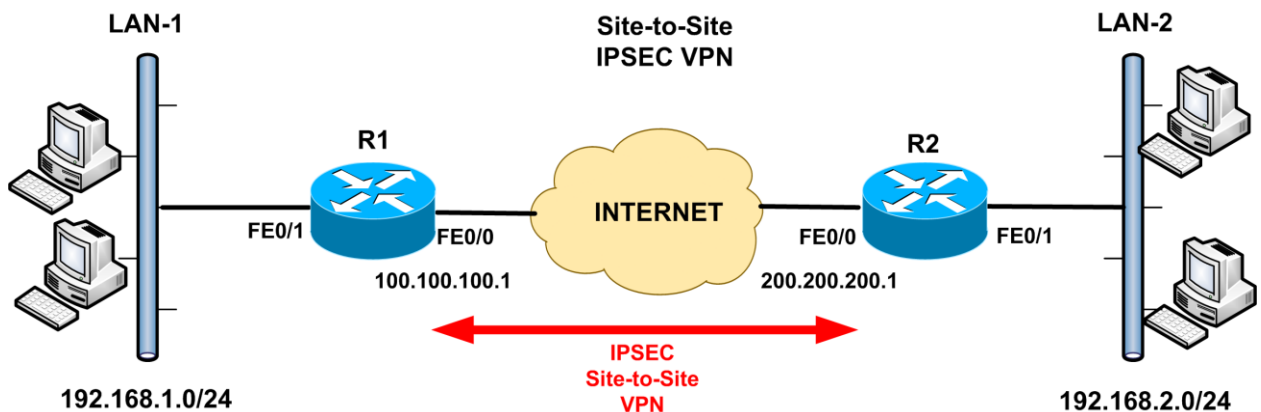 LAN-1
Site-to-Site
IPSEC VPN
LAN-2
R1
R2
INTERNET
FE0/1
FE0/0
FE0/0
FE0/1
100.100.100.1
200.200.200.1
IPSEC
Site-to-Site
VPN
192.168.1.0/24
192.168.2.0/24